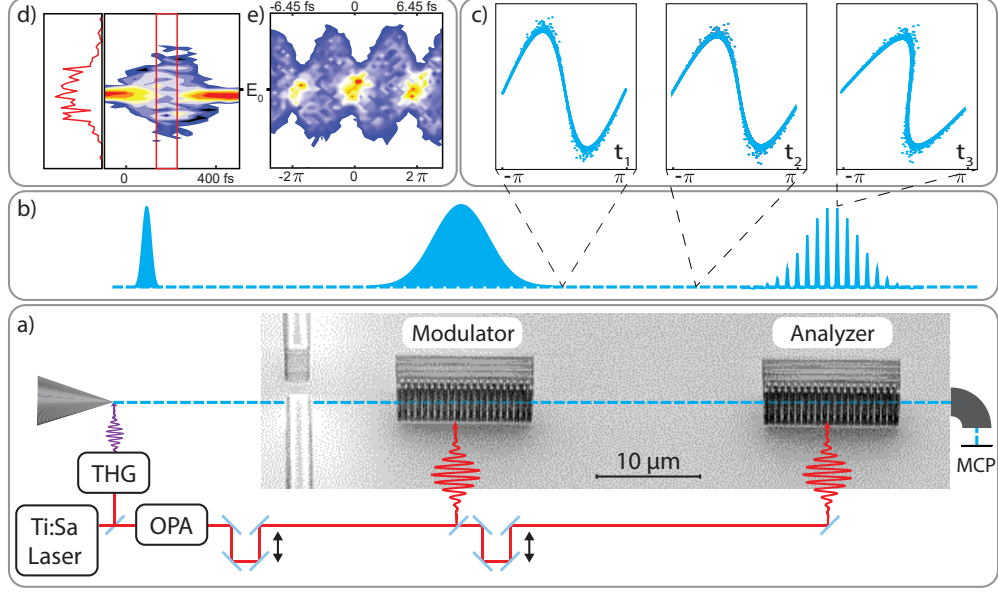 d)
0
400 fs
E₀
e)
-6.45 fs 0 6.45 fs
-2π 0 2π
c)
t₁
-π π
t₂
-π π
t₃
-π π
b)
a)
Modulator
Analyzer
10 μm
MCP
THG
Ti:Sa
Laser
OPA